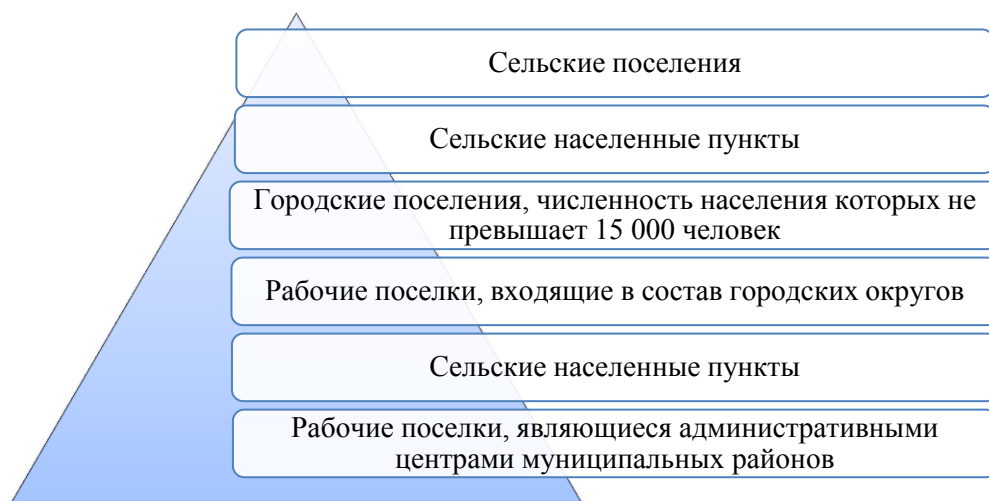 Сельские поселения
Сельские населенные пункты
Городские поселения, численность населения которых не
превышает 15 000 человек
Рабочие поселки, входящие в состав городских округов
Сельские населенные пункты
Рабочие поселки, являющиеся административными
центрами муниципальных районов